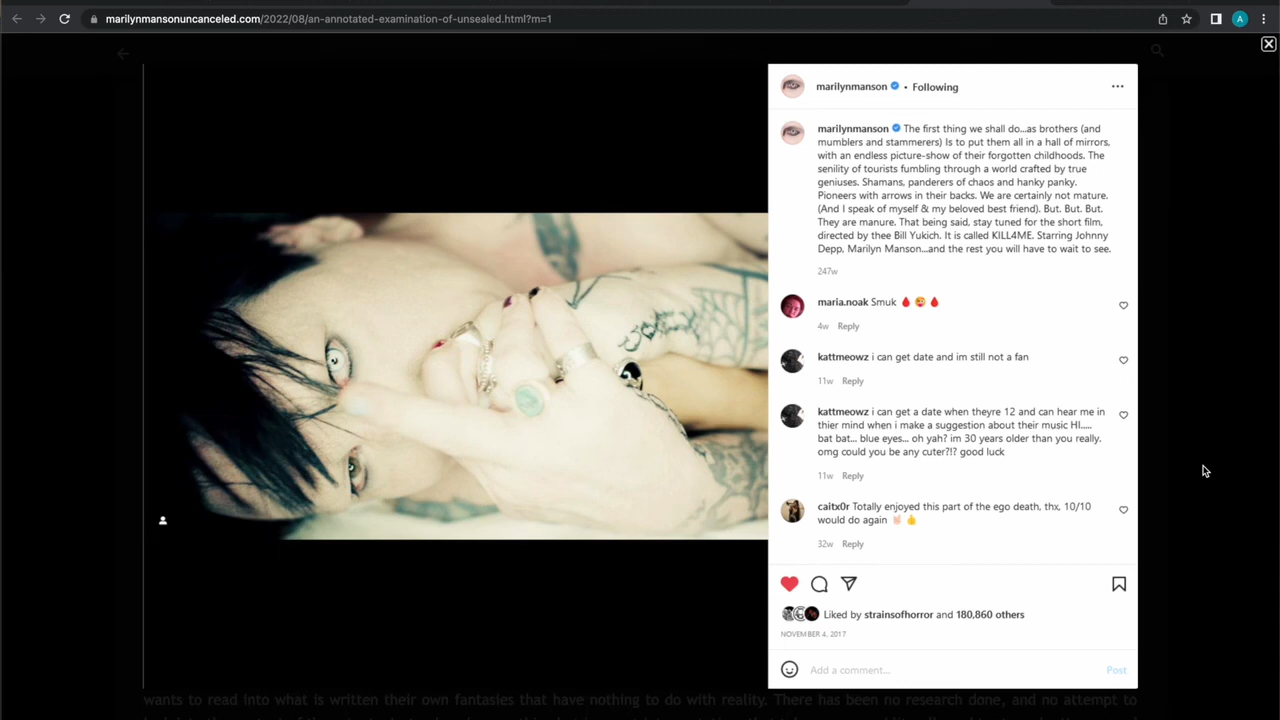 marilynmansonuncanceled.com/2022/08/an-annotated-examination-of-unsealed.html?m=1
A
marilynmanson • Following
marilynmanson The first thing we shall do...as brothers (and
mumblers and stammerers) Is to put them all in a hall of mirrors,
with an endless picture-show of their forgotten childhoods. The
senility of tourists fumbling through a world crafted by true
geniuses. Shamans, panderers of chaos and hanky panky.
Pioneers with arrows in their backs. We are certainly not mature.
(And I speak of myself & my beloved best friend). But. But. But.
They are manure. That being said, stay tuned for the short film,
directed by thee Bill Yukich. It is called KILL4ME. Starring Johnny
Depp, Marilyn Manson...and the rest you will have to wait to see.
247w
maria.noak Smuk 🩸 😜 🩸
4w Reply
kattmeowz i can get date and im still not a fan
11w Reply
kattmeowz i can get a date when theyre 12 and can hear me in
thier mind when i make a suggestion about their music HI.....
bat bat... blue eyes... oh yah? im 30 years older than you really.
omg could you be any cuter?!? good luck
11w Reply
caitx0r Totally enjoyed this part of the ego death, thx, 10/10
would do again 🤘🏻 👍
32w Reply
Liked by strainsofhorror and 180,860 others
NOVEMBER 4, 2017
Add a comment... Post
wants to read into what is written their own fantasies that have nothing to do with reality. There has been no research done, and no attempt to